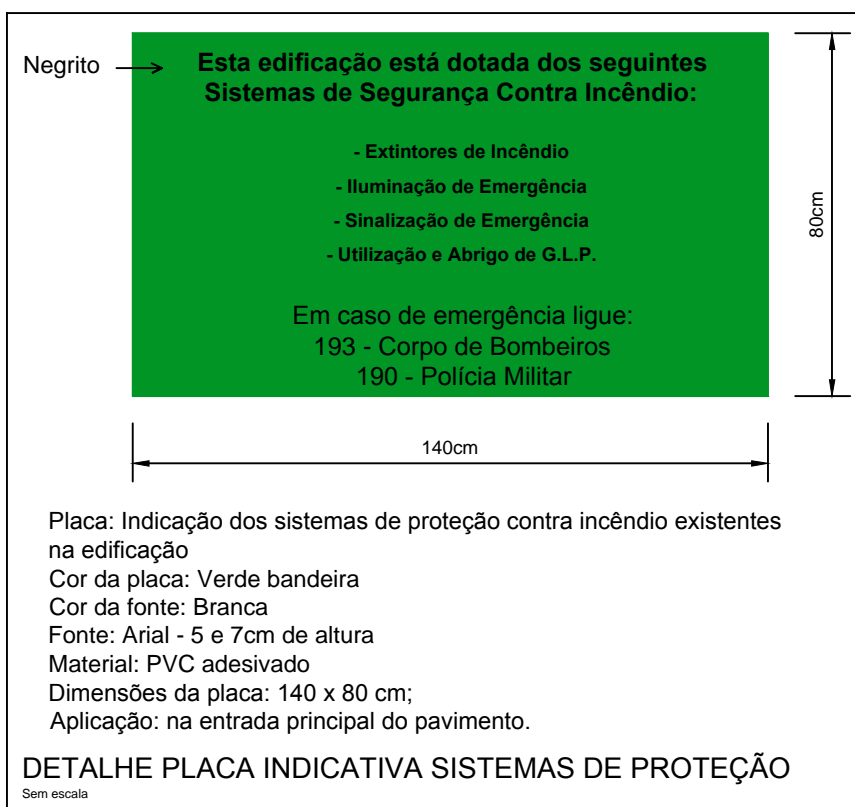 Negrito
Esta edificação está dotada dos seguintes
Sistemas de Segurança Contra Incêndio:
- Extintores de Incêndio
- Iluminação de Emergência
- Sinalização de Emergência
- Utilização e Abrigo de G.L.P.
Em caso de emergência ligue:
193 - Corpo de Bombeiros
190 - Polícia Militar
80cm
140cm
Placa: Indicação dos sistemas de proteção contra incêndio existentes
na edificação
Cor da placa: Verde bandeira
Cor da fonte: Branca
Fonte: Arial - 5 e 7cm de altura
Material: PVC adesivado
Dimensões da placa: 140 x 80 cm;
Aplicação: na entrada principal do pavimento.
DETALHE PLACA INDICATIVA SISTEMAS DE PROTEÇÃO
Sem escala